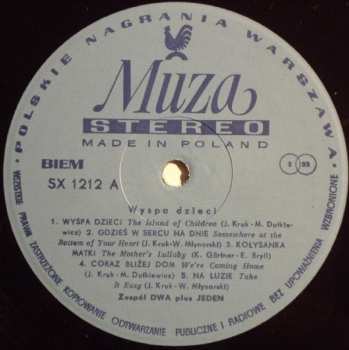 POLSKIE NAGRANIA WARSZAWA
Muza
STEREO
MADE IN POLAND
BIEM
SX 1212 A
33
Wyspa dzieci
1. WYSPA DZIECI The Island of Children (J. Kruk - M. Dutkie-
wicz) 2. GDZIEŚ W SERCU NA DNIE Somewhere at the
Bottom of Your Heart (J. Kruk - W. Młynarski) 3. KOŁYSANKA
MATKI The Mother's Lullaby (K. Gärtner - E. Bryll)
4. CORAZ BLIŻEJ DOM We're Coming Home
(J. Kruk - M. Dutkiewicz) 5. NA LUZIE Take
It Easy (J. Kruk - W. Młynarski)
Zespół DWA plus JEDEN
WSZELKIE PRAWA ZASTRZEŻONE KOPIOWANIE ODTWARZANIE PUBLICZNE I RADIOWE BEZ UPOWAŻNIENIA WZBRONIONE